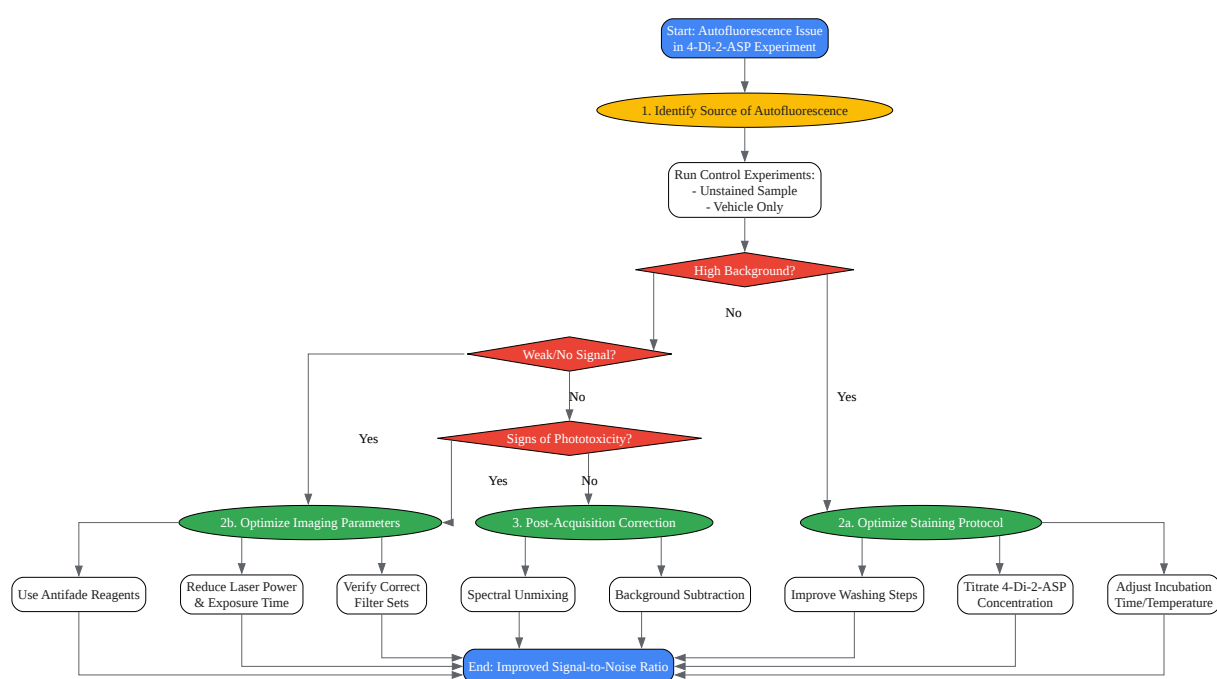 Start: Autofluorescence Issue
in 4-Di-2-ASP Experiment
1. Identify Source of Autofluorescence
Run Control Experiments:
- Unstained Sample
- Vehicle Only
High Background?
No
Weak/No Signal?
No
Yes
Yes
Signs of Phototoxicity?
Yes
No
2b. Optimize Imaging Parameters
3. Post-Acquisition Correction
2a. Optimize Staining Protocol
Use Antifade Reagents
Reduce Laser Power
& Exposure Time
Verify Correct
Filter Sets
Spectral Unmixing
Background Subtraction
Improve Washing Steps
Titrate 4-Di-2-ASP
Concentration
Adjust Incubation
Time/Temperature
End: Improved Signal-to-Noise Ratio